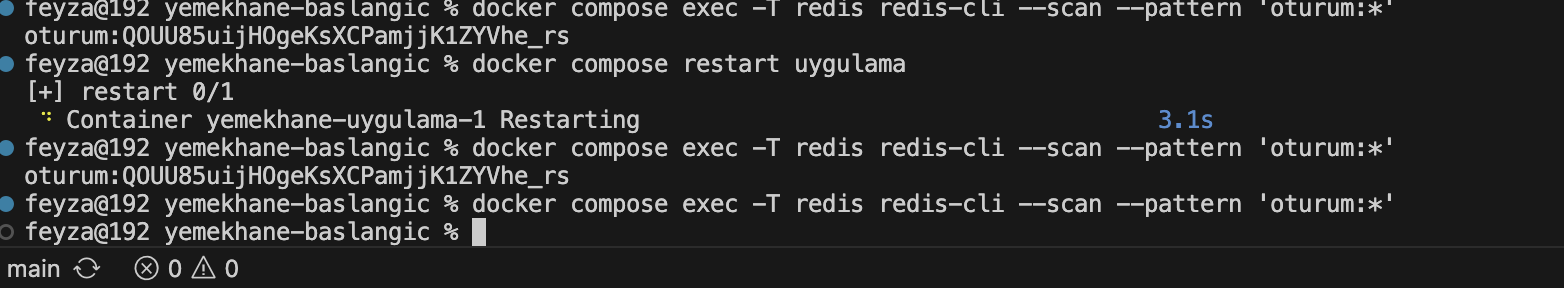 feyza@192 yemekhane-baslangic % docker compose exec -T redis redis-cli --scan --pattern 'oturum:*'
oturum:QOUU85uijHOgeKsXCPamjjK1ZYVhe_rs
feyza@192 yemekhane-baslangic % docker compose restart uygulama
[+] restart 0/1
Container yemekhane-uygulama-1 Restarting 3.1s
feyza@192 yemekhane-baslangic % docker compose exec -T redis redis-cli --scan --pattern 'oturum:*'
oturum:QOUU85uijHOgeKsXCPamjjK1ZYVhe_rs
feyza@192 yemekhane-baslangic % docker compose exec -T redis redis-cli --scan --pattern 'oturum:*'
feyza@192 yemekhane-baslangic %
main 0 0